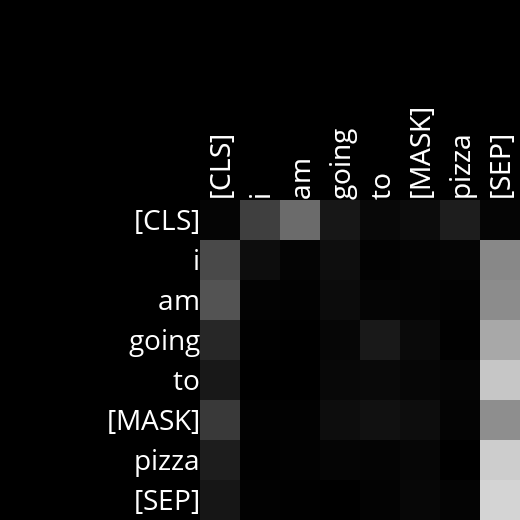 [CLS] i am going to [MASK] pizza [SEP]
[CLS]
i
am
going
to
[MASK]
pizza
[SEP]